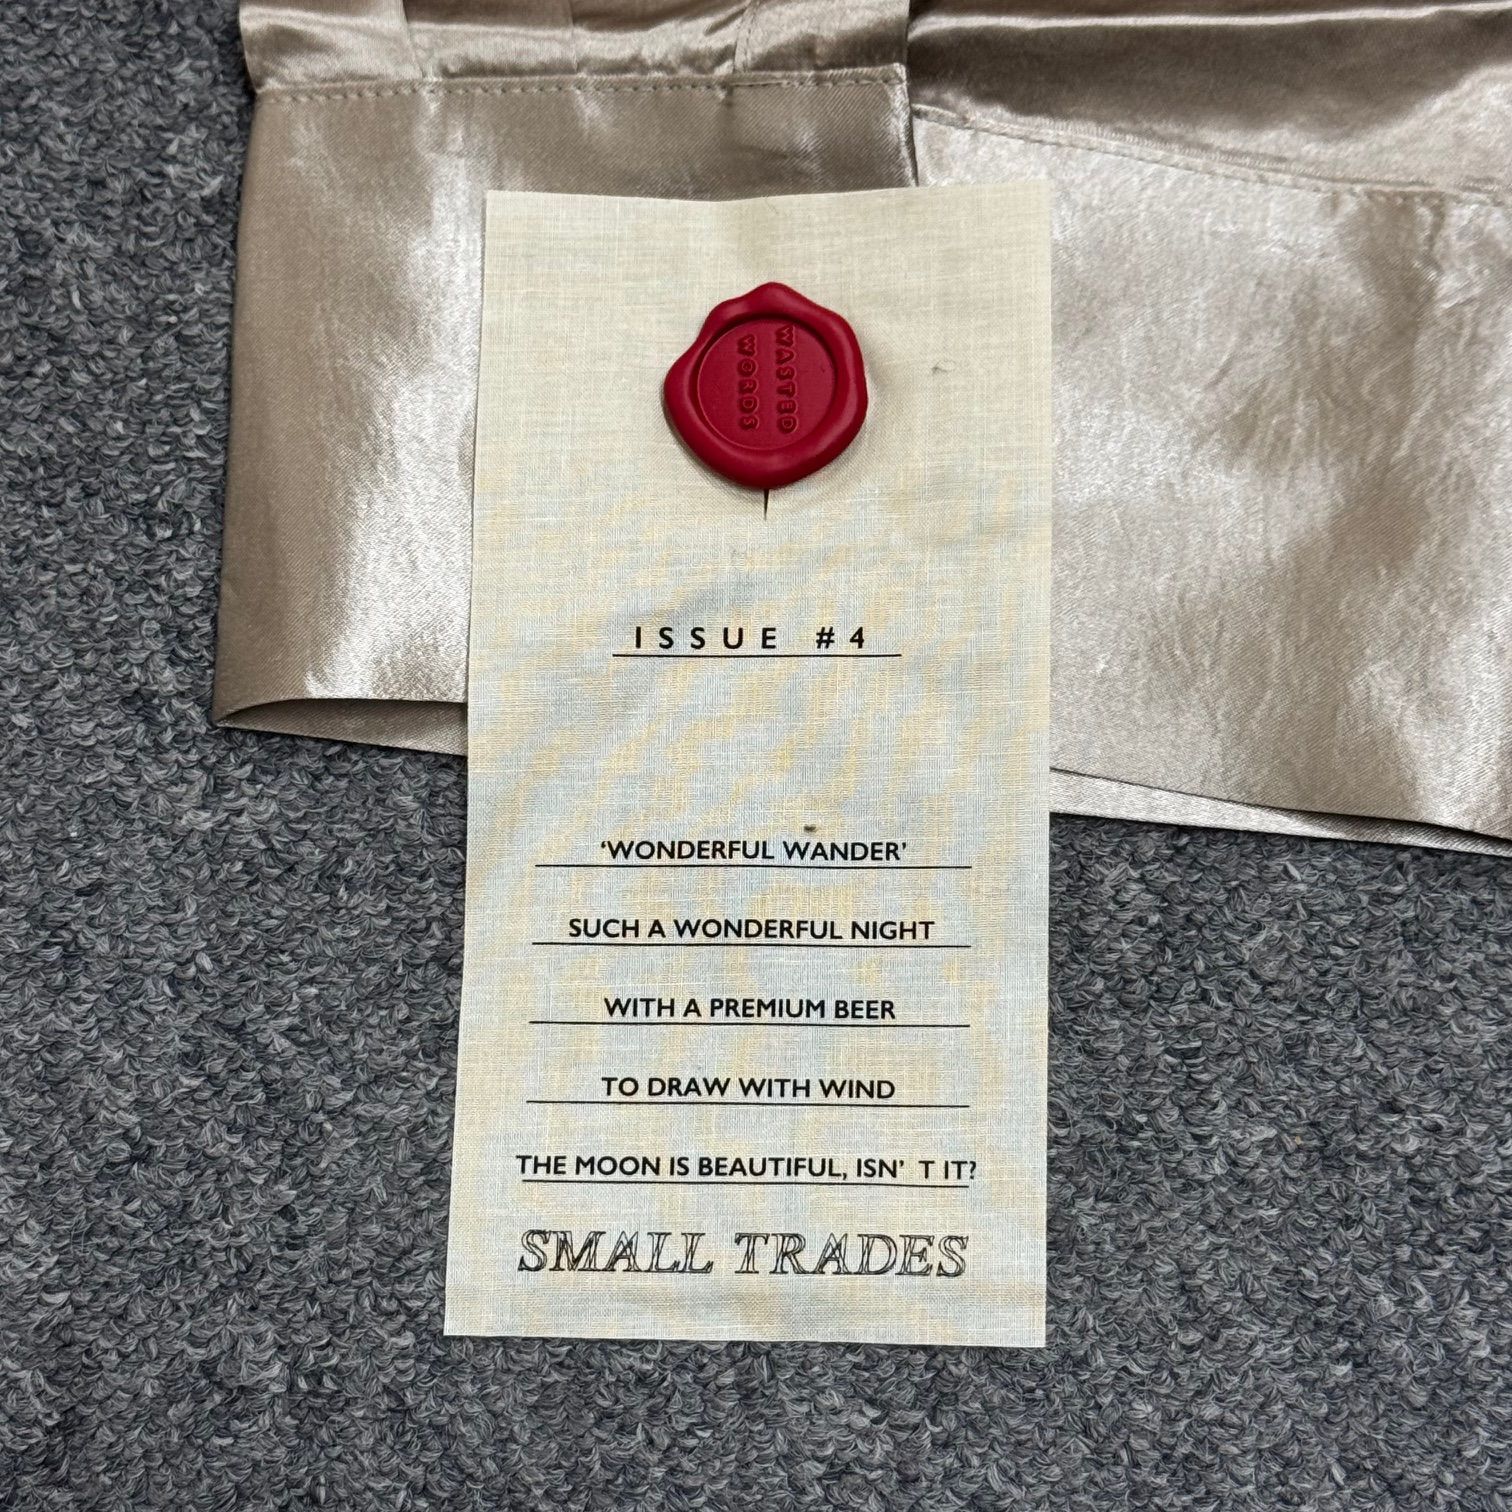 WASTED
WORDS
ISSUE #4
‘WONDERFUL WANDER’
SUCH A WONDERFUL NIGHT
WITH A PREMIUM BEER
TO DRAW WITH WIND
THE MOON IS BEAUTIFUL, ISN’ T IT?
SMALL TRADES